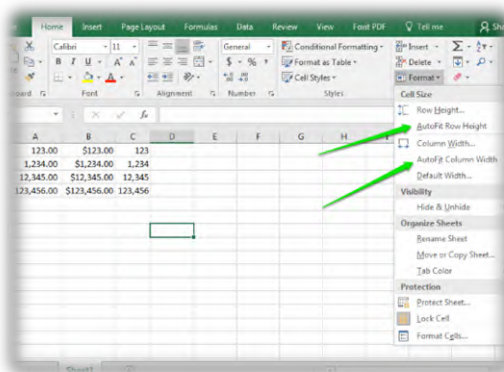 Home Insert Page Layout Formulas Data Review View Foxit PDF Tell me Sh
Calibri 11 A A General Conditional Formatting Insert
B I U A $ % , Format as Table Delete
Cell Styles Format
Font Alignment Number Styles
fx
Cell Size
Row Height...
AutoFit Row Height
Column Width...
AutoFit Column Width
Default Width...
Visibility
Hide & Unhide
Organize Sheets
Rename Sheet
Move or Copy Sheet...
Tab Color
Protection
Protect Sheet...
Lock Cell
Format Cells...
A B C D E F G H
123.00 $123.00 123
1,234.00 $1,234.00 1,234
12,345.00 $12,345.00 12,345
123,456.00 $123,456.00 123,456
Sheet1